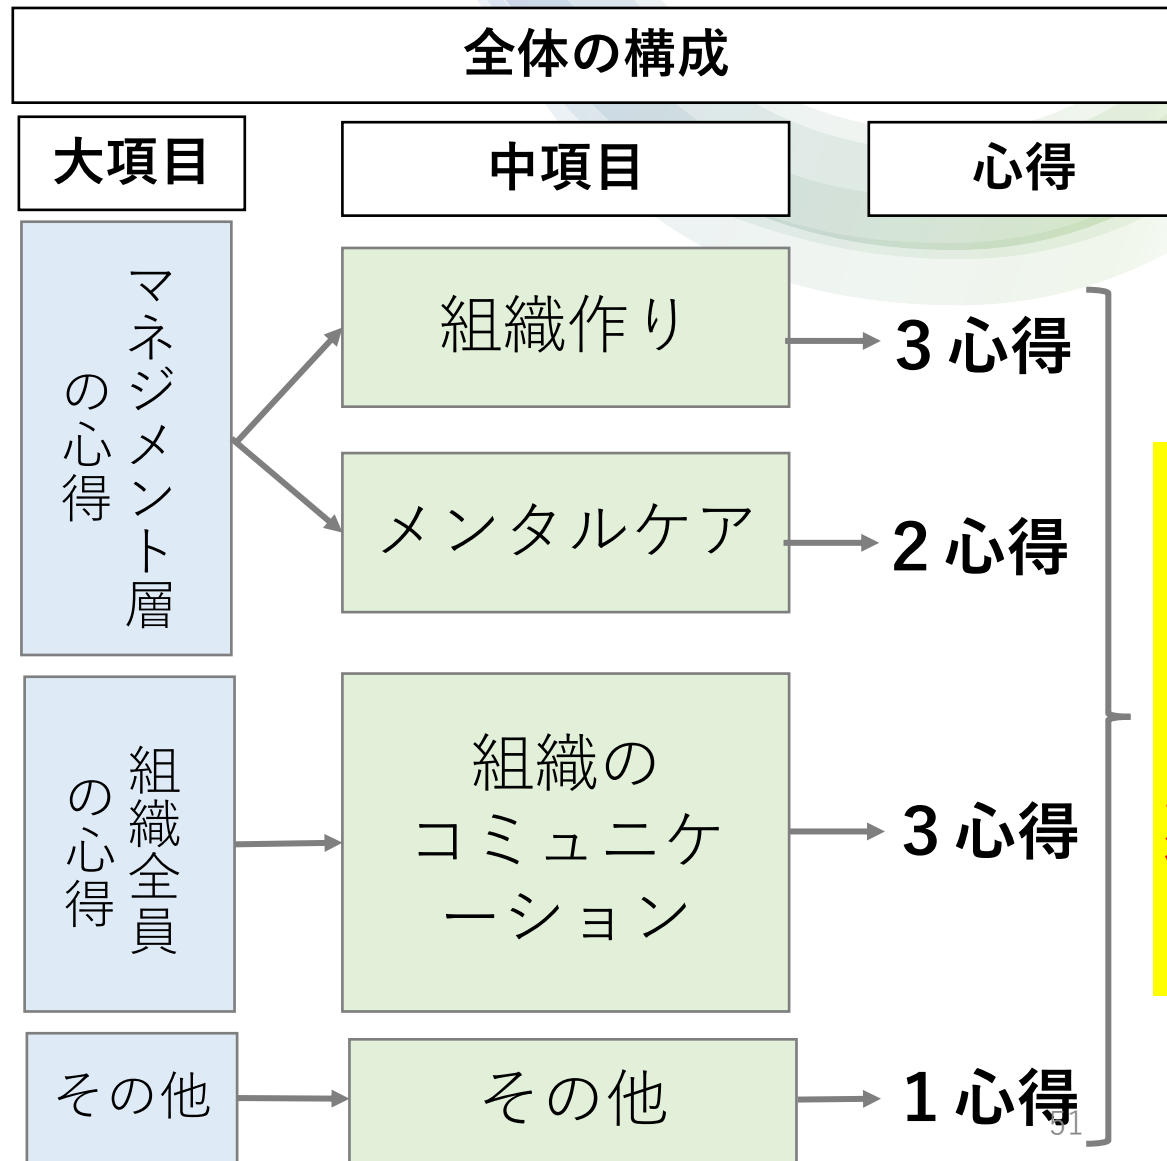 全体の構成
大項目
中項目
心得
マネジメント層
の心得
組織作り
3 心得
メンタルケア
2 心得
組織全員
の心得
組織の
コミュニケ
ーション
3 心得
その他
その他
1 心得
51